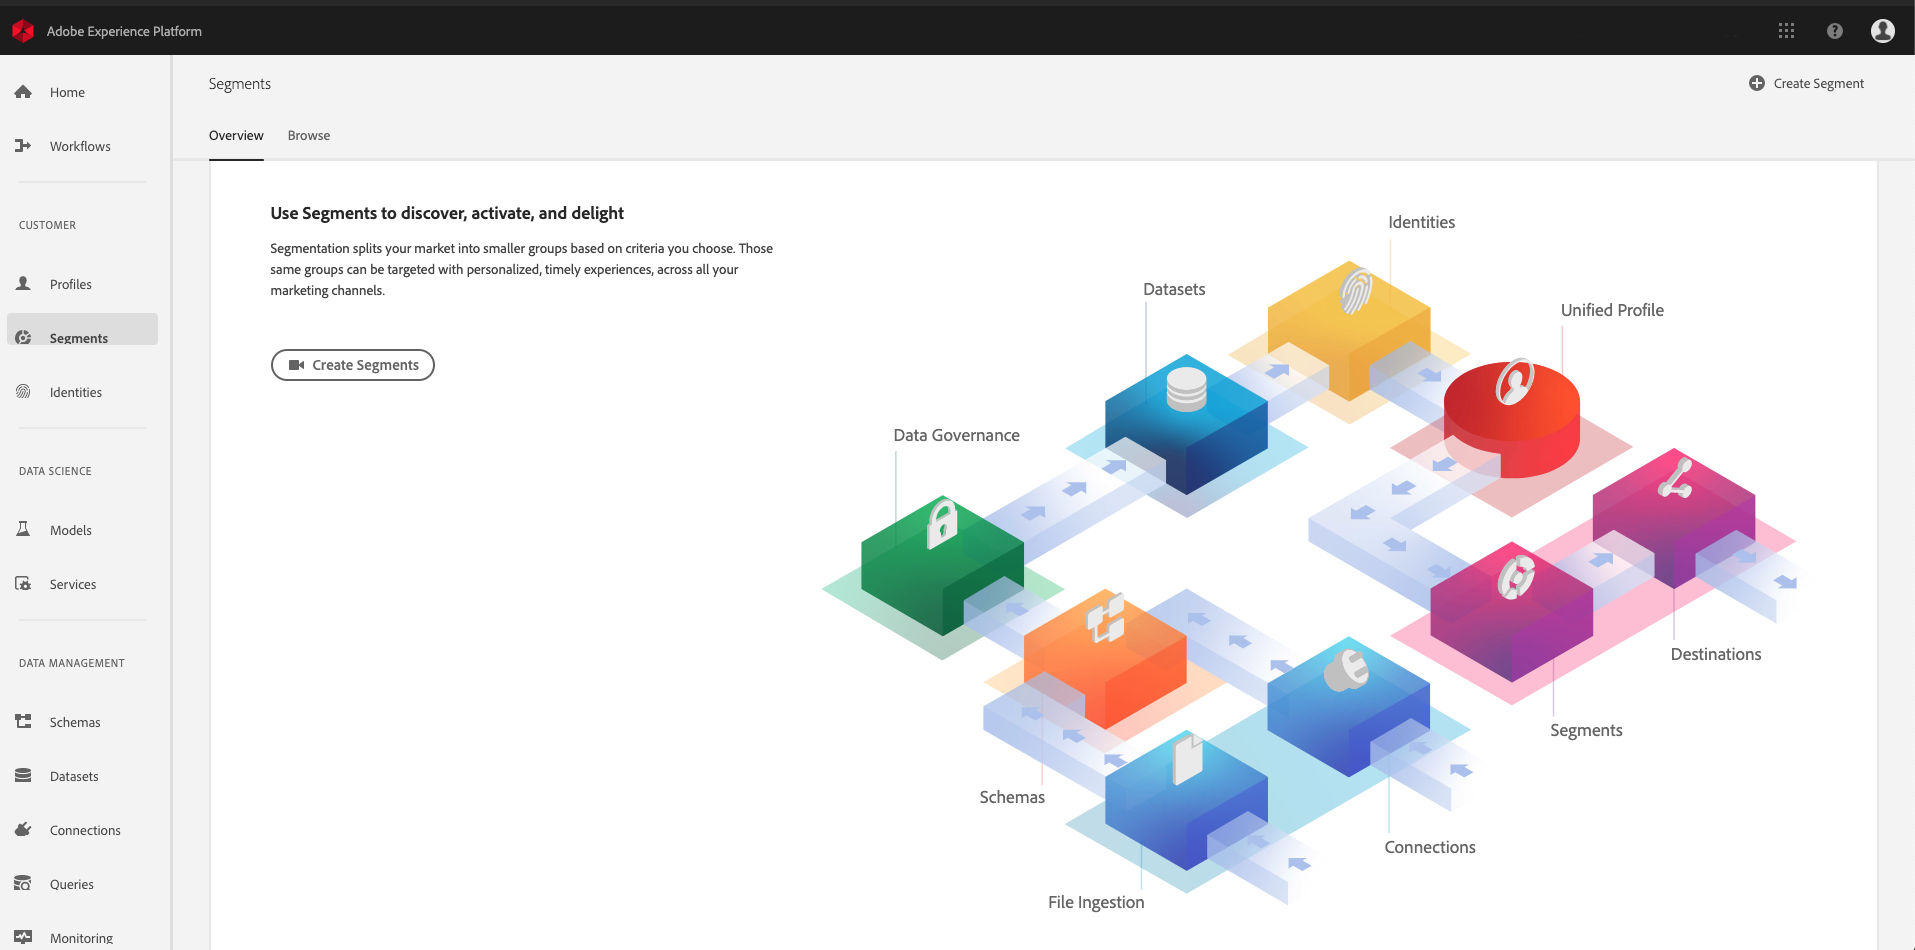 Adobe Experience Platform
Home
Workflows
CUSTOMER
Profiles
Segments
Identities
DATA SCIENCE
Models
Services
DATA MANAGEMENT
Schemas
Datasets
Connections
Queries
Monitoring
Segments
Create Segment
Overview
Browse
Use Segments to discover, activate, and delight
Segmentation splits your market into smaller groups based on criteria you choose. Those
same groups can be targeted with personalized, timely experiences, across all your
marketing channels.
Create Segments
Identities
Datasets
Unified Profile
Data Governance
Destinations
Segments
Schemas
Connections
File Ingestion